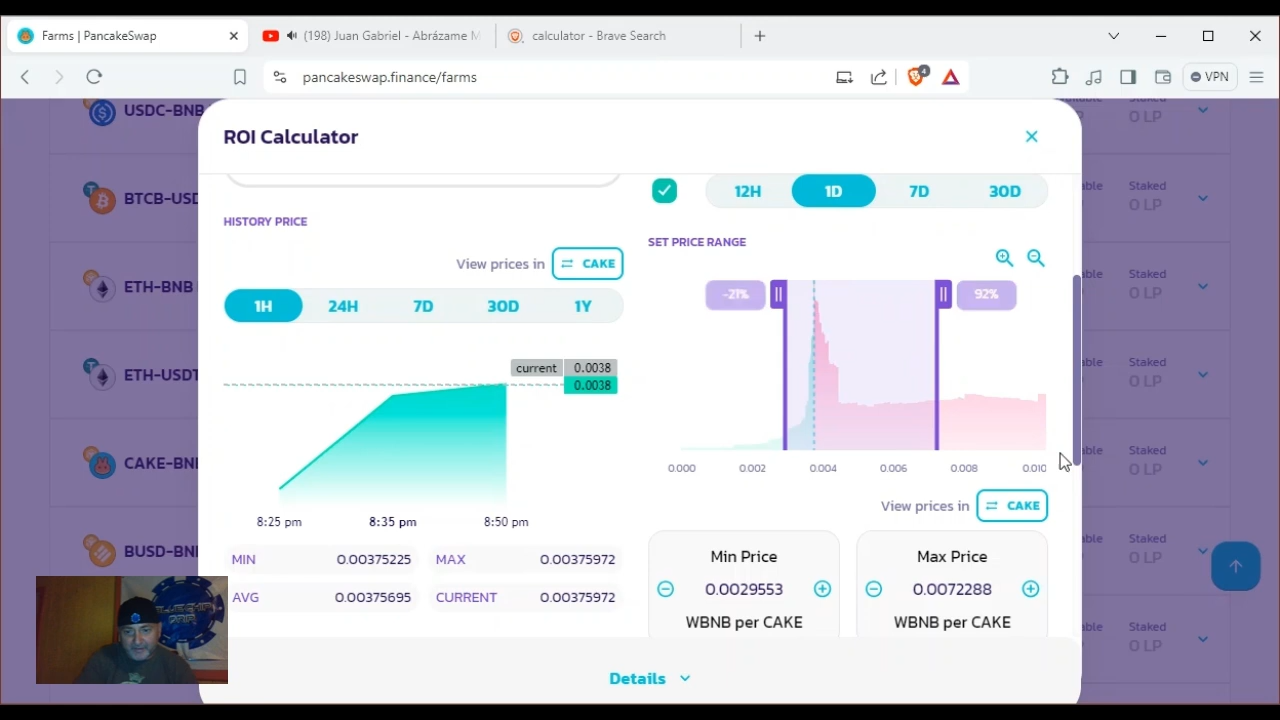 Farms | PancakeSwap
(198) Juan Gabriel - Abrázame M
calculator - Brave Search
pancakeswap.finance/farms
4
VPN
USDC-BNB
0 LP
BTCB-USD
Staked
0 LP
ETH-BNB
Staked
0 LP
ETH-USDT
Staked
0 LP
CAKE-BNB
Staked
0 LP
BUSD-BNB
Staked
0 LP
Staked
0 LP
ROI Calculator
12H
1D
7D
30D
HISTORY PRICE
View prices in
CAKE
1H
24H
7D
30D
1Y
current
0.0038
0.0038
8:25 pm
8:35 pm
8:50 pm
MIN
0.00375225
MAX
0.00375972
AVG
0.00375695
CURRENT
0.00375972
SET PRICE RANGE
-21%
92%
0.000
0.002
0.004
0.006
0.008
0.010
View prices in
CAKE
Min Price
0.0029553
WBNB per CAKE
Max Price
0.0072288
WBNB per CAKE
Details